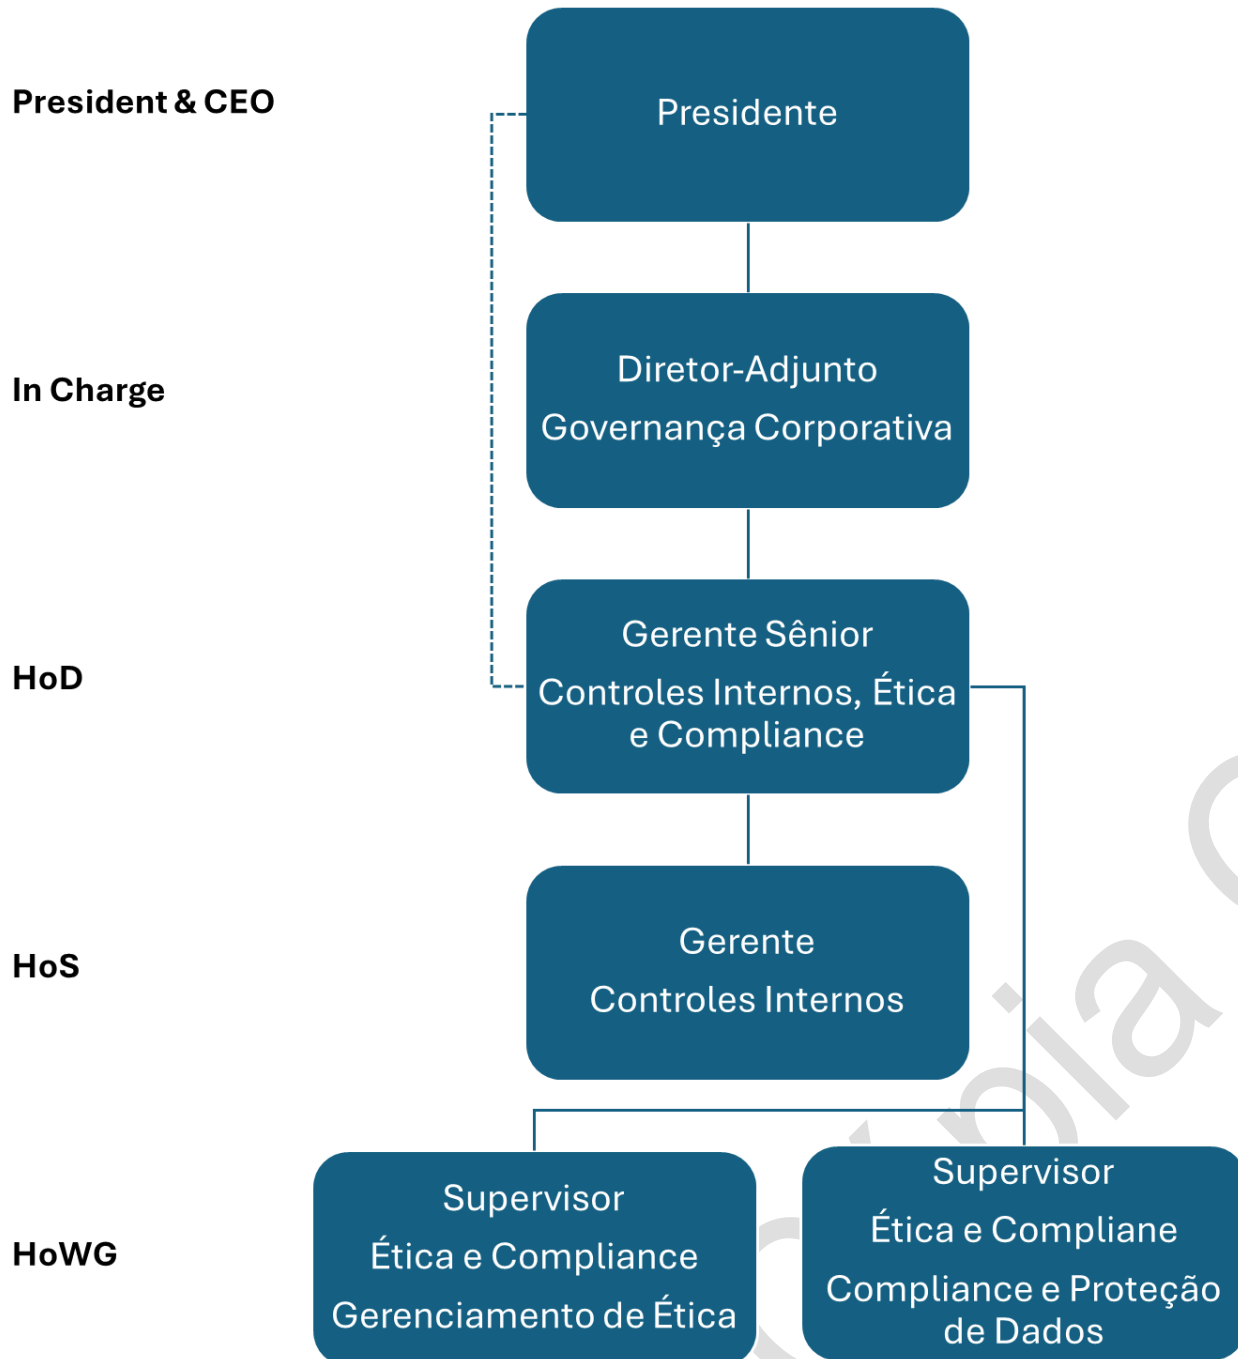 President & CEO
Presidente
In Charge
Diretor-Adjunto
Governança Corporativa
HoD
Gerente Sênior
Controles Internos, Ética
e Compliance
HoS
Gerente
Controles Internos
HoWG
Supervisor
Ética e Compliance
Gerenciamento de Ética
Supervisor
Ética e Compliane
Compliance e Proteção
de Dados